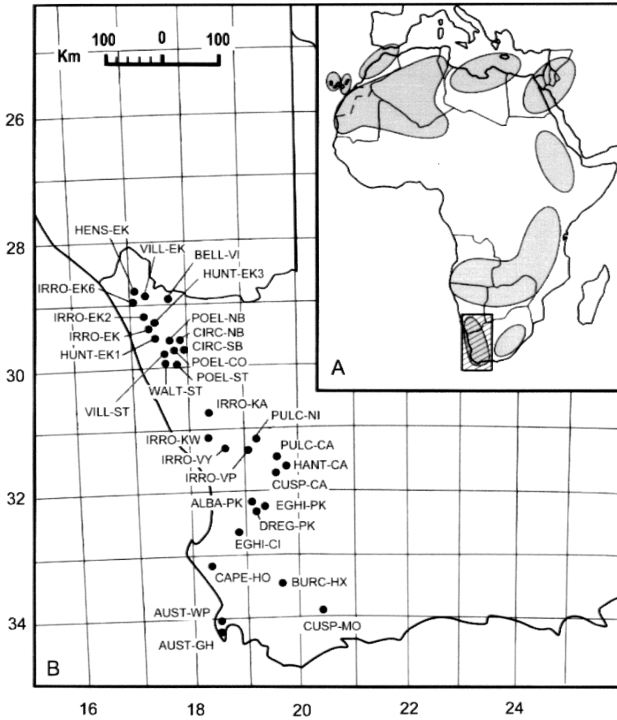 Km
100 0 100
26
28
30
32
34
16 18 20 22 24
A
B
HENS-EK
VILL-EK
BELL-VI
HUNT-EK3
IRRO-EK6
IRRO-EK2
POEL-NB
IRRO-EK
CIRC-NB
CIRC-SB
HUNT-EK1
POEL-CO
POEL-ST
WALT-ST
VILL-ST
IRRO-KA
PULC-NI
IRRO-KW
PULC-CA
IRRO-VY
HANT-CA
IRRO-VP
CUSP-CA
ALBA-PK
EGHI-PK
DREG-PK
EGHI-CI
CAPE-HO
BURC-HX
AUST-WP
CUSP-MO
AUST-GH